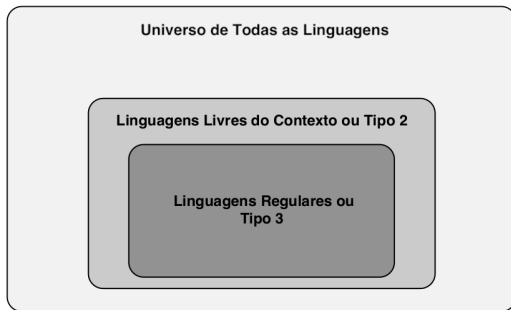 Universo de Todas as Linguagens
Linguagens Livres do Contexto ou Tipo 2
Linguagens Regulares ou
Tipo 3